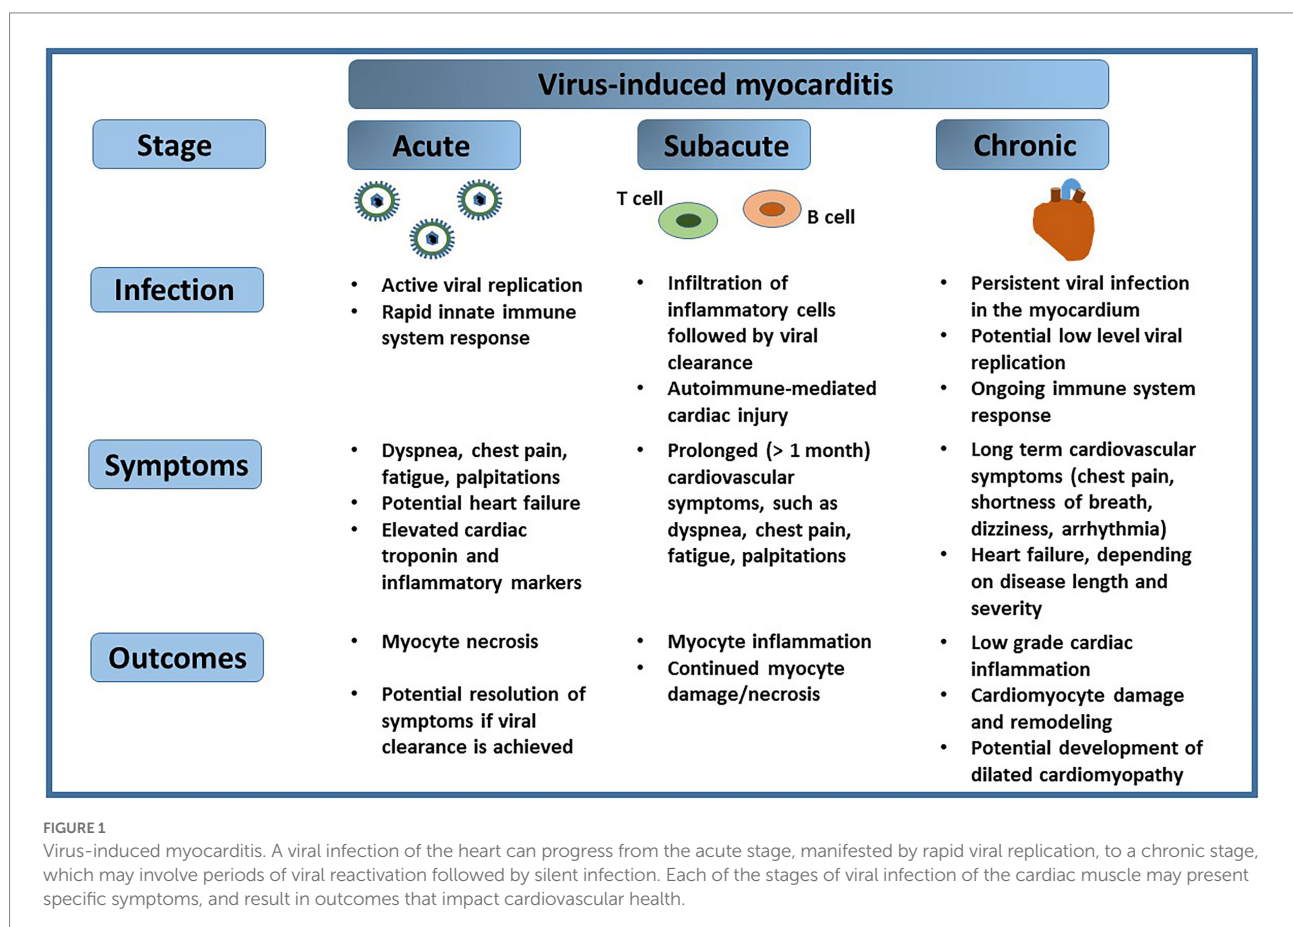 Virus-induced myocarditis
Stage
Acute
Subacute
Chronic
T cell
B cell
Infection
• Active viral replication
• Rapid innate immune
system response
• Infiltration of
inflammatory cells
followed by viral
clearance
• Autoimmune-mediated
cardiac injury
• Persistent viral infection
in the myocardium
• Potential low level viral
replication
• Ongoing immune system
response
Symptoms
• Dyspnea, chest pain,
fatigue, palpitations
• Potential heart failure
• Elevated cardiac
troponin and
inflammatory markers
• Prolonged (> 1 month)
cardiovascular
symptoms, such as
dyspnea, chest pain,
fatigue, palpitations
• Long term cardiovascular
symptoms (chest pain,
shortness of breath,
dizziness, arrhythmia)
• Heart failure, depending
on disease length and
severity
Outcomes
• Myocyte necrosis
• Potential resolution of
symptoms if viral
clearance is achieved
• Myocyte inflammation
• Continued myocyte
damage/necrosis
• Low grade cardiac
inflammation
• Cardiomyocyte damage
and remodeling
• Potential development of
dilated cardiomyopathy
FIGURE 1
Virus-induced myocarditis. A viral infection of the heart can progress from the acute stage, manifested by rapid viral replication, to a chronic stage,
which may involve periods of viral reactivation followed by silent infection. Each of the stages of viral infection of the cardiac muscle may present
specific symptoms, and result in outcomes that impact cardiovascular health.